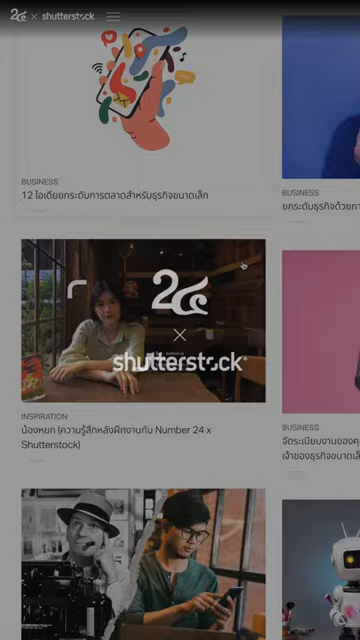 24 × shutterstock
BUSINESS
12 ไอเดียยกระดับการตลาดสำหรับธุรกิจขนาดเล็ก
BUSINESS
ยกระดับธุรกิจด้วย
24
×
shutterstock
INSPIRATION
น้องหยก (ความรู้สึกหลังฝึกงานกับ Number 24 x
Shutterstock)
BUSINESS
จัดระเบียบงานของคุ
เจ้าของธุรกิจขนาดเล็